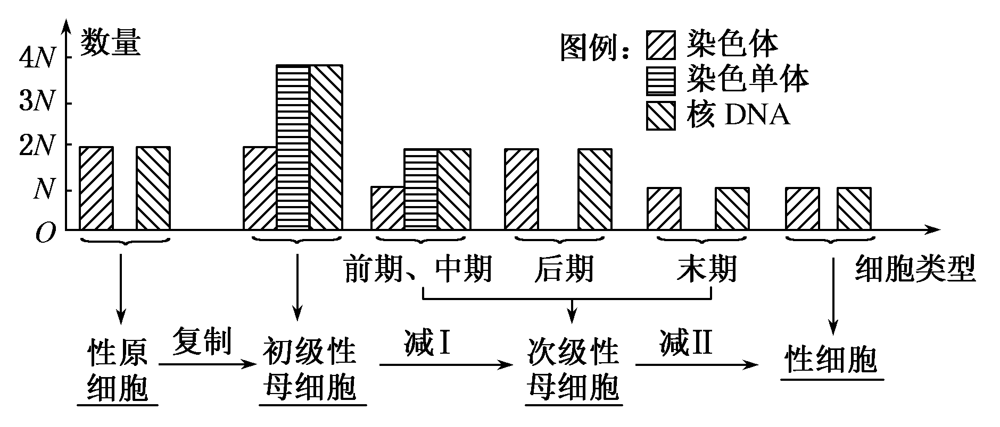 数量
图例：
染色体
染色单体
核 DNA
4N
3N
2N
N
O
前期、中期
后期
末期
细胞类型
性原
细胞
复制
初级性
母细胞
减Ⅰ
次级性
母细胞
减Ⅱ
性细胞